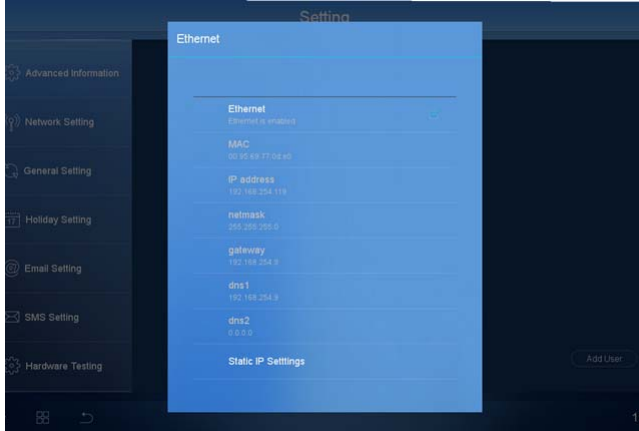 Setting
Ethernet
Advanced Information
Network Setting
General Setting
Holiday Setting
Email Setting
SMS Setting
Hardware Testing
Ethernet
Ethernet is enabled
MAC
IP address
192.168.254.119
netmask
255.255.255.0
gateway
192.168.254.9
dns1
192.168.254.9
dns2
0.0.0.0
Static IP Setttings
Add User
1